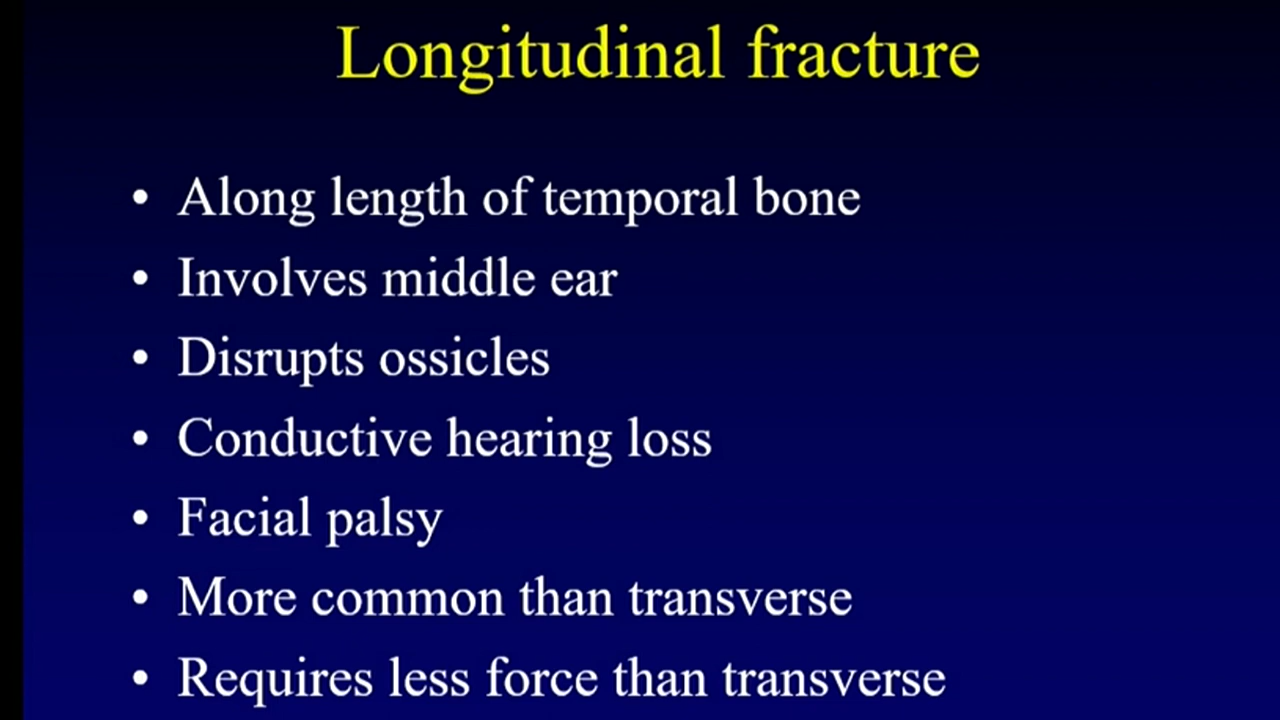 Longitudinal fracture
• Along length of temporal bone
• Involves middle ear
• Disrupts ossicles
• Conductive hearing loss
• Facial palsy
• More common than transverse
• Requires less force than transverse